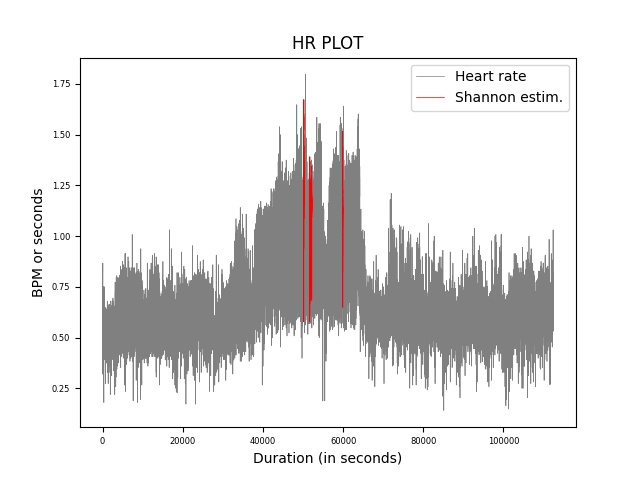 HR PLOT
Heart rate
Shannon estim.
1.75
1.50
1.25
1.00
0.75
0.50
0.25
BPM or seconds
0 20000 40000 60000 80000 100000
Duration (in seconds)